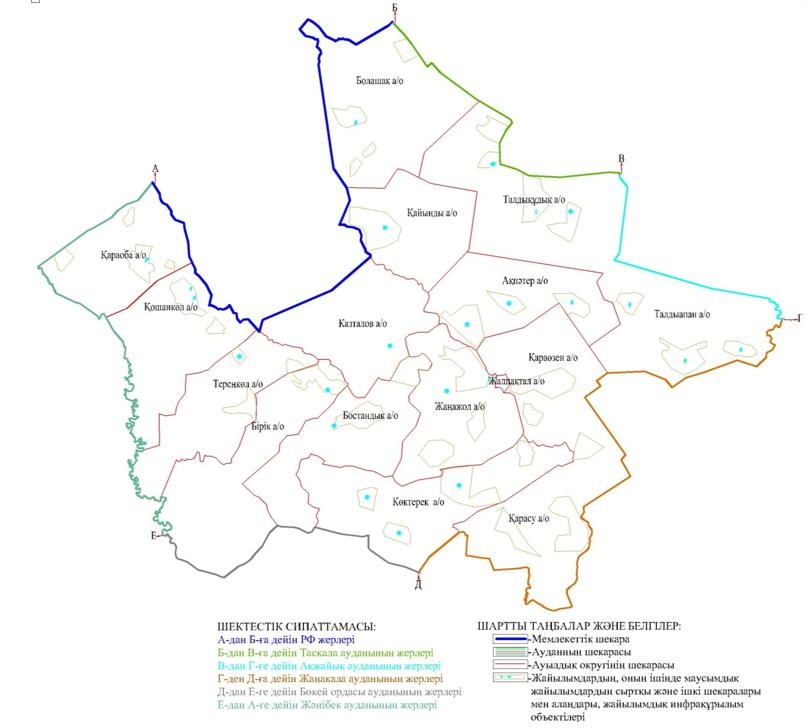 Б
Болашақ а/о
В
А
Талдықұдық а/о
Қайынды а/о
Қараоба а/о
Ақпәтер а/о
Қошанкөл а/о
Талдыапан а/о
Г
Казталов а/о
Қараөзен а/о
Теренкөл а/о
Жалпақтал а/о
Жаңажол а/о
Бостандық а/о
Бірік а/о
Көктерек а/о
Қарасу а/о
Е
Д
ШЕКТЕСТІК СИПАТТАМАСЫ:
А-дан Б-ға дейін РФ жерлері
Б-дан В-ға дейін Тасқала ауданының жерлері
В-дан Г-ге дейін Ақжайық ауданының жерлері
Г-ден Д-ға дейін Жаңақала ауданының жерлері
Д-дан Е-ге дейін Бөкей ордасы ауданының жерлері
Е-дан А-ге дейін Жәнібек ауданының жерлері
ШАРТТЫ ТАҢБАЛАР ЖӘНЕ БЕЛГІЛЕР:
-Мемлекеттік шекара
-Ауданның шекарасы
-Ауылдық округінің шекарасы
-Жайылымдардың, оның ішінде маусымдық
жайылымдардың сыртқы және ішкі шекаралары
мен алаңдары, жайылымдық инфрақұрылым
объектілері